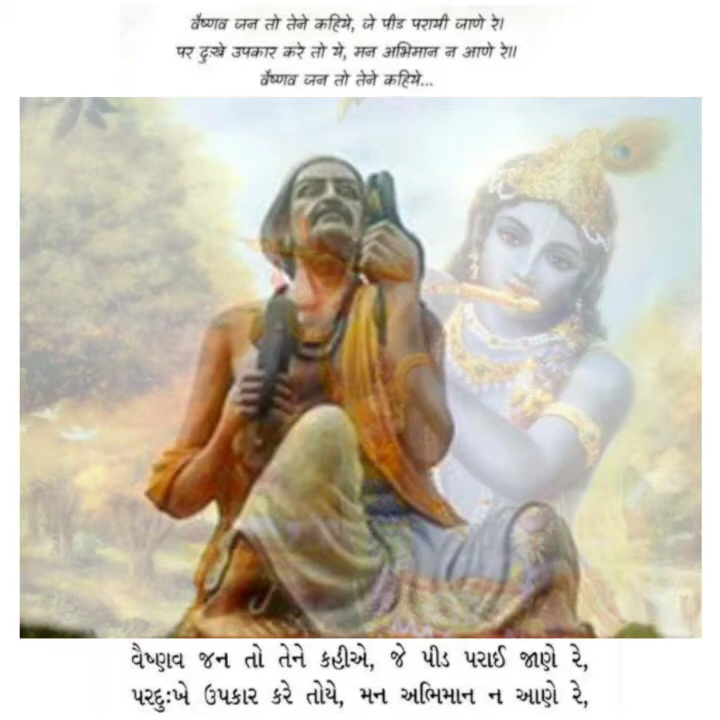 वैष्णव जन तो तेने कहिये, जे पीड परायी जाणे रे।
पर दुःखे उपकार करे तो ये, मन अभिमान न आणे रे॥
वैष्णव जन तो तेने कहिये...
વૈષ્ણવ જન તો તેને કહીએ, જે પીડ પરાઈ જાણે રે,
પરદુઃખે ઉપકાર કરે તોયે, મન અભિમાન ન આણે રે,